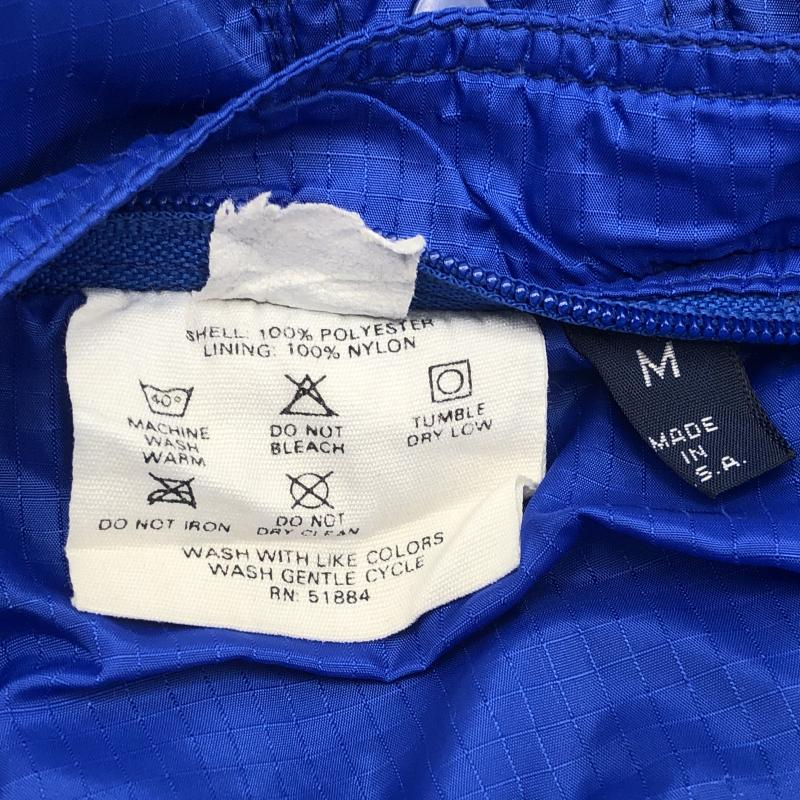 SHELL: 100% POLYESTER
LINING: 100% NYLON
40°
MACHINE
WASH
WARM
DO NOT
BLEACH
TUMBLE
DRY LOW
DO NOT IRON
DO NOT
DRY CLEAN
WASH WITH LIKE COLORS
WASH GENTLE CYCLE
RN: 51884
M
MADE
IN
.S.A.